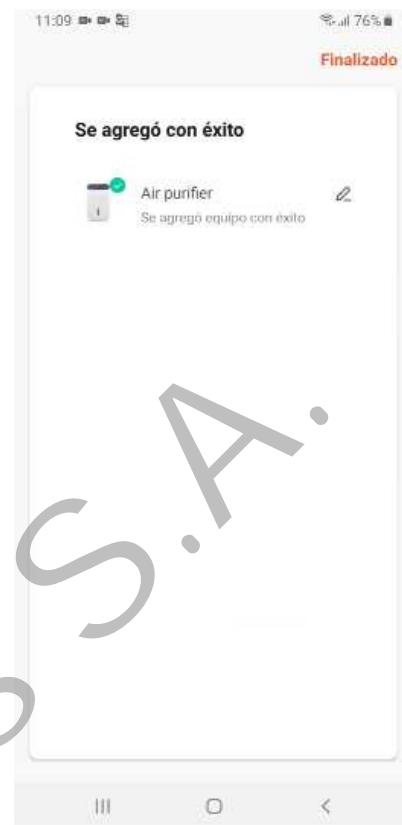 11:09 76%
Finalizado
Se agregó con éxito
Air purifier
Se agregó equipo con éxito
S.A.